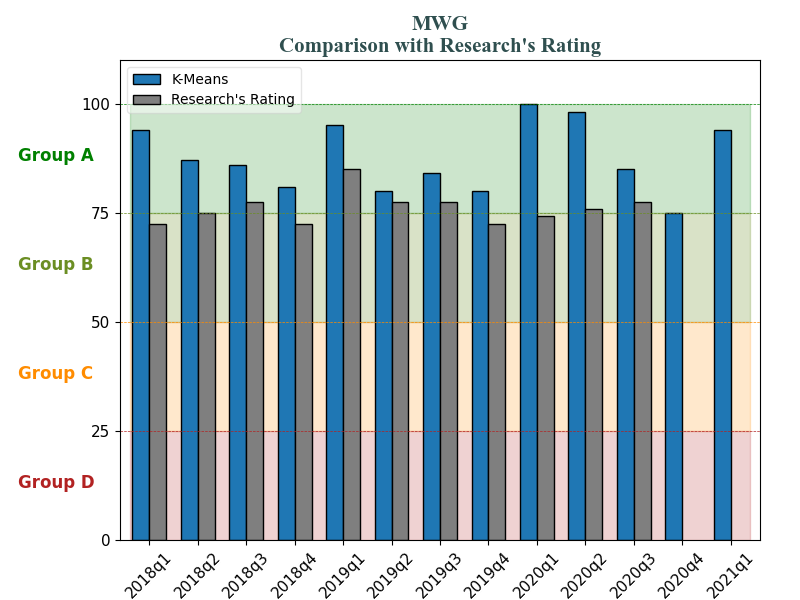 MWG
Comparison with Research's Rating
K-Means
Research's Rating
100
Group A
75
Group B
50
Group C
25
Group D
0
2018q1
2018q2
2018q3
2018q4
2019q1
2019q2
2019q3
2019q4
2020q1
2020q2
2020q3
2020q4
2021q1